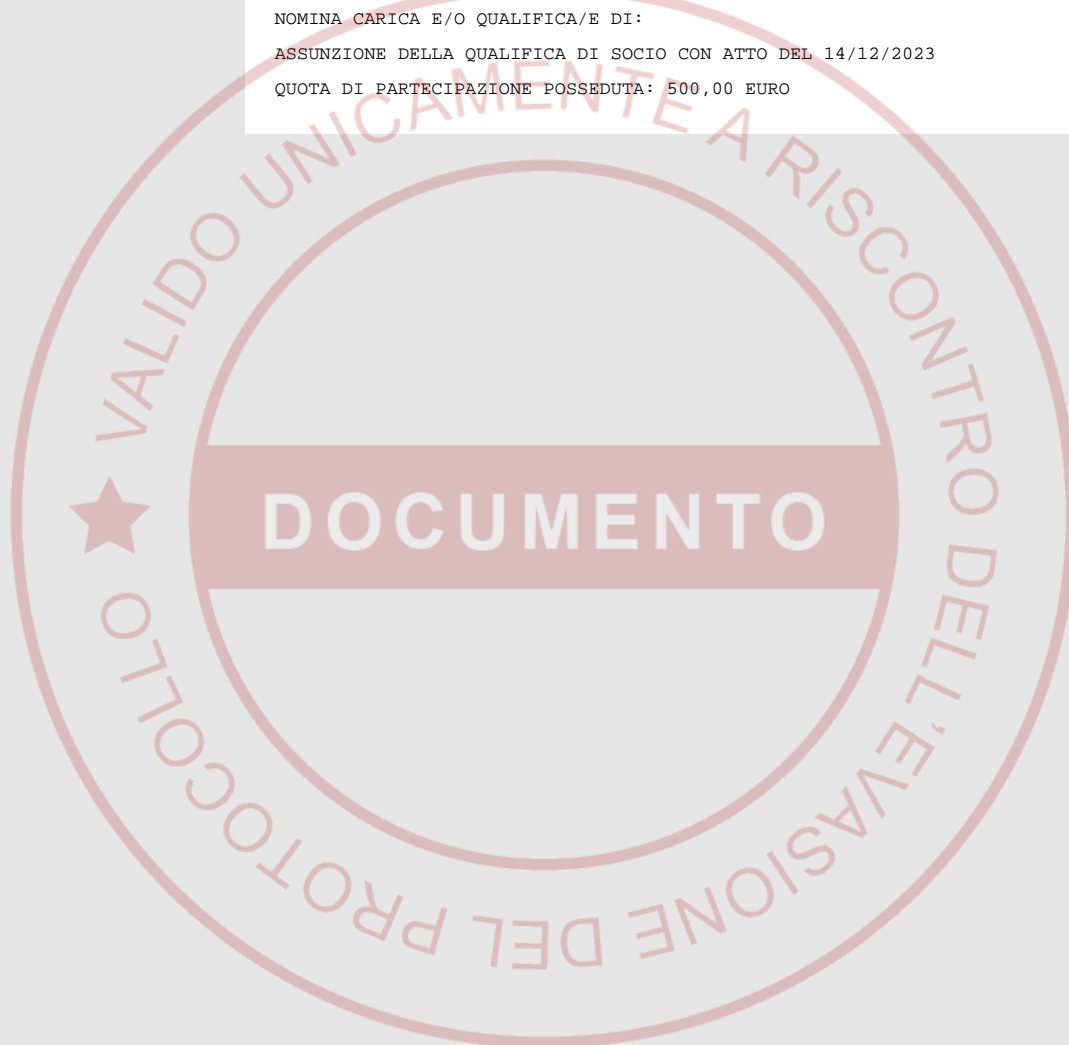 NOMINA CARICA E/O QUALIFICA/E DI:
ASSUNZIONE DELLA QUALIFICA DI SOCIO CON ATTO DEL 14/12/2023
QUOTA DI PARTECIPAZIONE POSSEDUTA: 500,00 EURO
VALIDO UNICAMENTE A RISCONTRO DELL'EVASIONE DEL PROTOCOLLO
DOCUMENTO